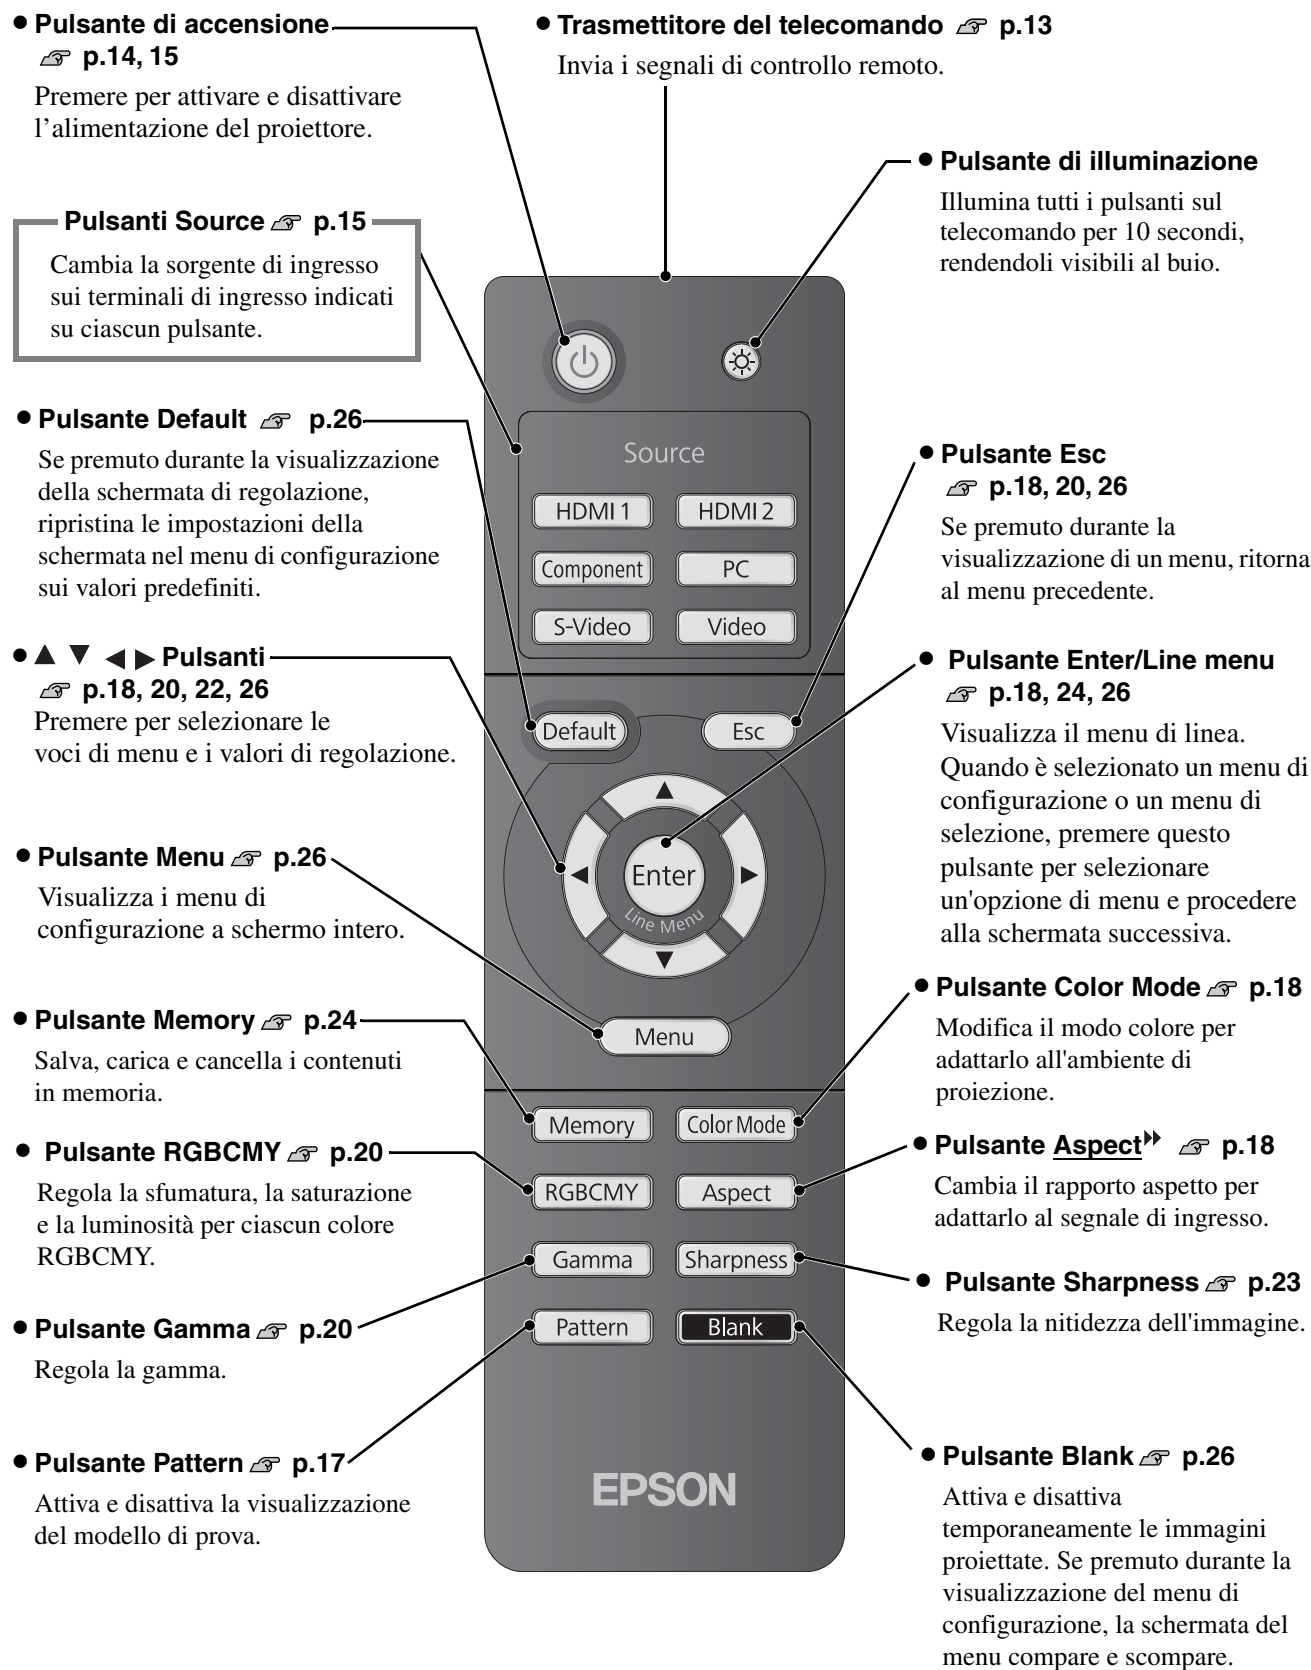 ● Pulsante di accensione
☞ p.14, 15
Premere per attivare e disattivare
l’alimentazione del proiettore.
Pulsanti Source ☞ p.15
Cambia la sorgente di ingresso
sui terminali di ingresso indicati
su ciascun pulsante.
● Pulsante Default ☞ p.26
Se premuto durante la visualizzazione
della schermata di regolazione,
ripristina le impostazioni della
schermata nel menu di configurazione
sui valori predefiniti.
● ▲ ▼ ◀ ▶ Pulsanti
☞ p.18, 20, 22, 26
Premere per selezionare le
voci di menu e i valori di regolazione.
● Pulsante Menu ☞ p.26
Visualizza i menu di
configurazione a schermo intero.
● Pulsante Memory ☞ p.24
Salva, carica e cancella i contenuti
in memoria.
● Pulsante RGBCMY ☞ p.20
Regola la sfumatura, la saturazione
e la luminosità per ciascun colore
RGBCMY.
● Pulsante Gamma ☞ p.20
Regola la gamma.
● Pulsante Pattern ☞ p.17
Attiva e disattiva la visualizzazione
del modello di prova.
● Trasmettitore del telecomando ☞ p.13
Invia i segnali di controllo remoto.
Source
HDMI 1 HDMI 2
Component PC
S-Video Video
Default Esc
▲
◀ Enter ▶
Line Menu
▼
Menu
Memory Color Mode
RGBCMY Aspect
Gamma Sharpness
Pattern Blank
EPSON
● Pulsante di illuminazione
Illumina tutti i pulsanti sul
telecomando per 10 secondi,
rendendoli visibili al buio.
● Pulsante Esc
☞ p.18, 20, 26
Se premuto durante la
visualizzazione di un menu, ritorna
al menu precedente.
● Pulsante Enter/Line menu
☞ p.18, 24, 26
Visualizza il menu di linea.
Quando è selezionato un menu di
configurazione o un menu di
selezione, premere questo
pulsante per selezionare
un'opzione di menu e procedere
alla schermata successiva.
● Pulsante Color Mode ☞ p.18
Modifica il modo colore per
adattarlo all'ambiente di
proiezione.
● Pulsante Aspect▶▶ ☞ p.18
Cambia il rapporto aspetto per
adattarlo al segnale di ingresso.
● Pulsante Sharpness ☞ p.23
Regola la nitidezza dell'immagine.
● Pulsante Blank ☞ p.26
Attiva e disattiva
temporaneamente le immagini
proiettate. Se premuto durante la
visualizzazione del menu di
configurazione, la schermata del
menu compare e scompare.